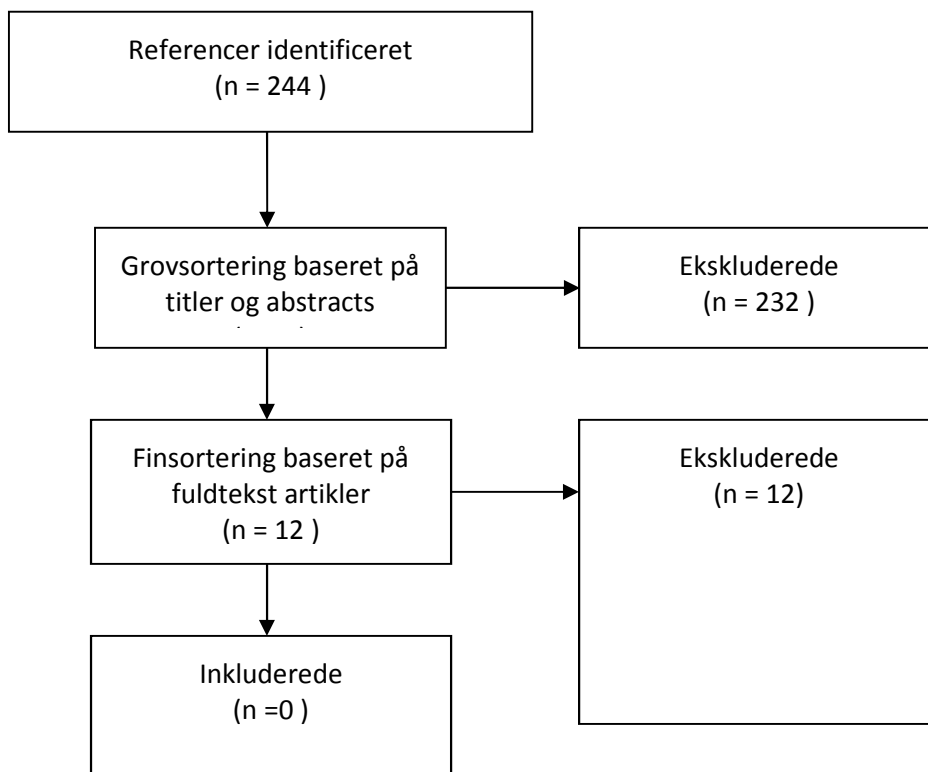 Referencer identificeret
(n = 244 )
Grovsortering baseret på
titler og abstracts
Ekskluderede
(n = 232 )
Finsortering baseret på
fuldtekst artikler
(n = 12 )
Ekskluderede
(n = 12)
Inkluderede
(n =0 )